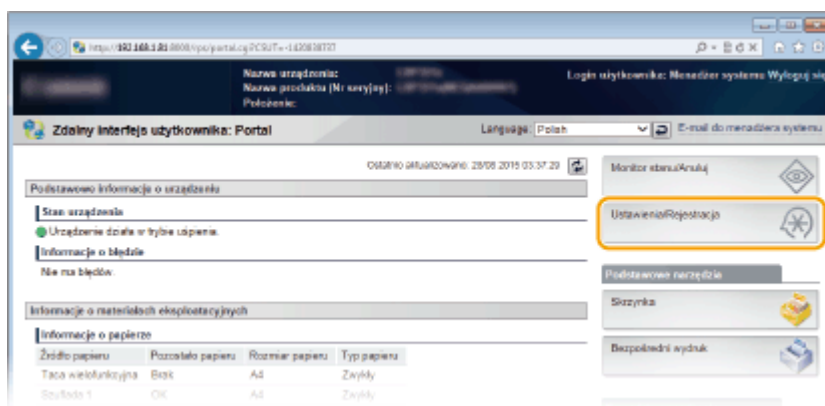 Nazwa urządzenia:
Nazwa produktu (Nr seryjny):
Położenie:
Login użytkownika: Menedżer systemu Wyloguj się
Zdalny interfejs użytkownika: Portal
Language: Polish
E-mail do menadżera systemu
Ostatnio aktualizowano: 28/08 2015 03:37:29
Podstawowe informacje o urządzeniu
Stan urządzenia
Urządzenie działa w trybie uśpienia.
Informacje o błędzie
Nie ma błędów.
Informacje o materiałach eksploatacyjnych
Informacje o papierze
Źródło papieru Pozostało papieru Rozmiar papieru Typ papieru
Taca wielofunkcyjna Brak A4 Zwykły
Szuflada 1 OK A4 Zwykły
Monitor stanu/Anuluj
Ustawienia/Rejestracja
Podstawowe narzędzia
Skrzynka
Bezpośredni wydruk